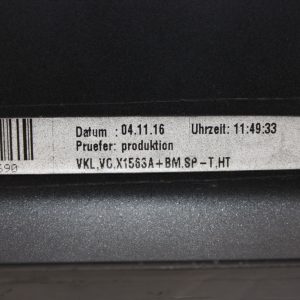 Datum : 04.11.16 Uhrzeit: 11:49:33
Pruefer: produktion
VKL,VC,X1563A+BM,SP-T,HT